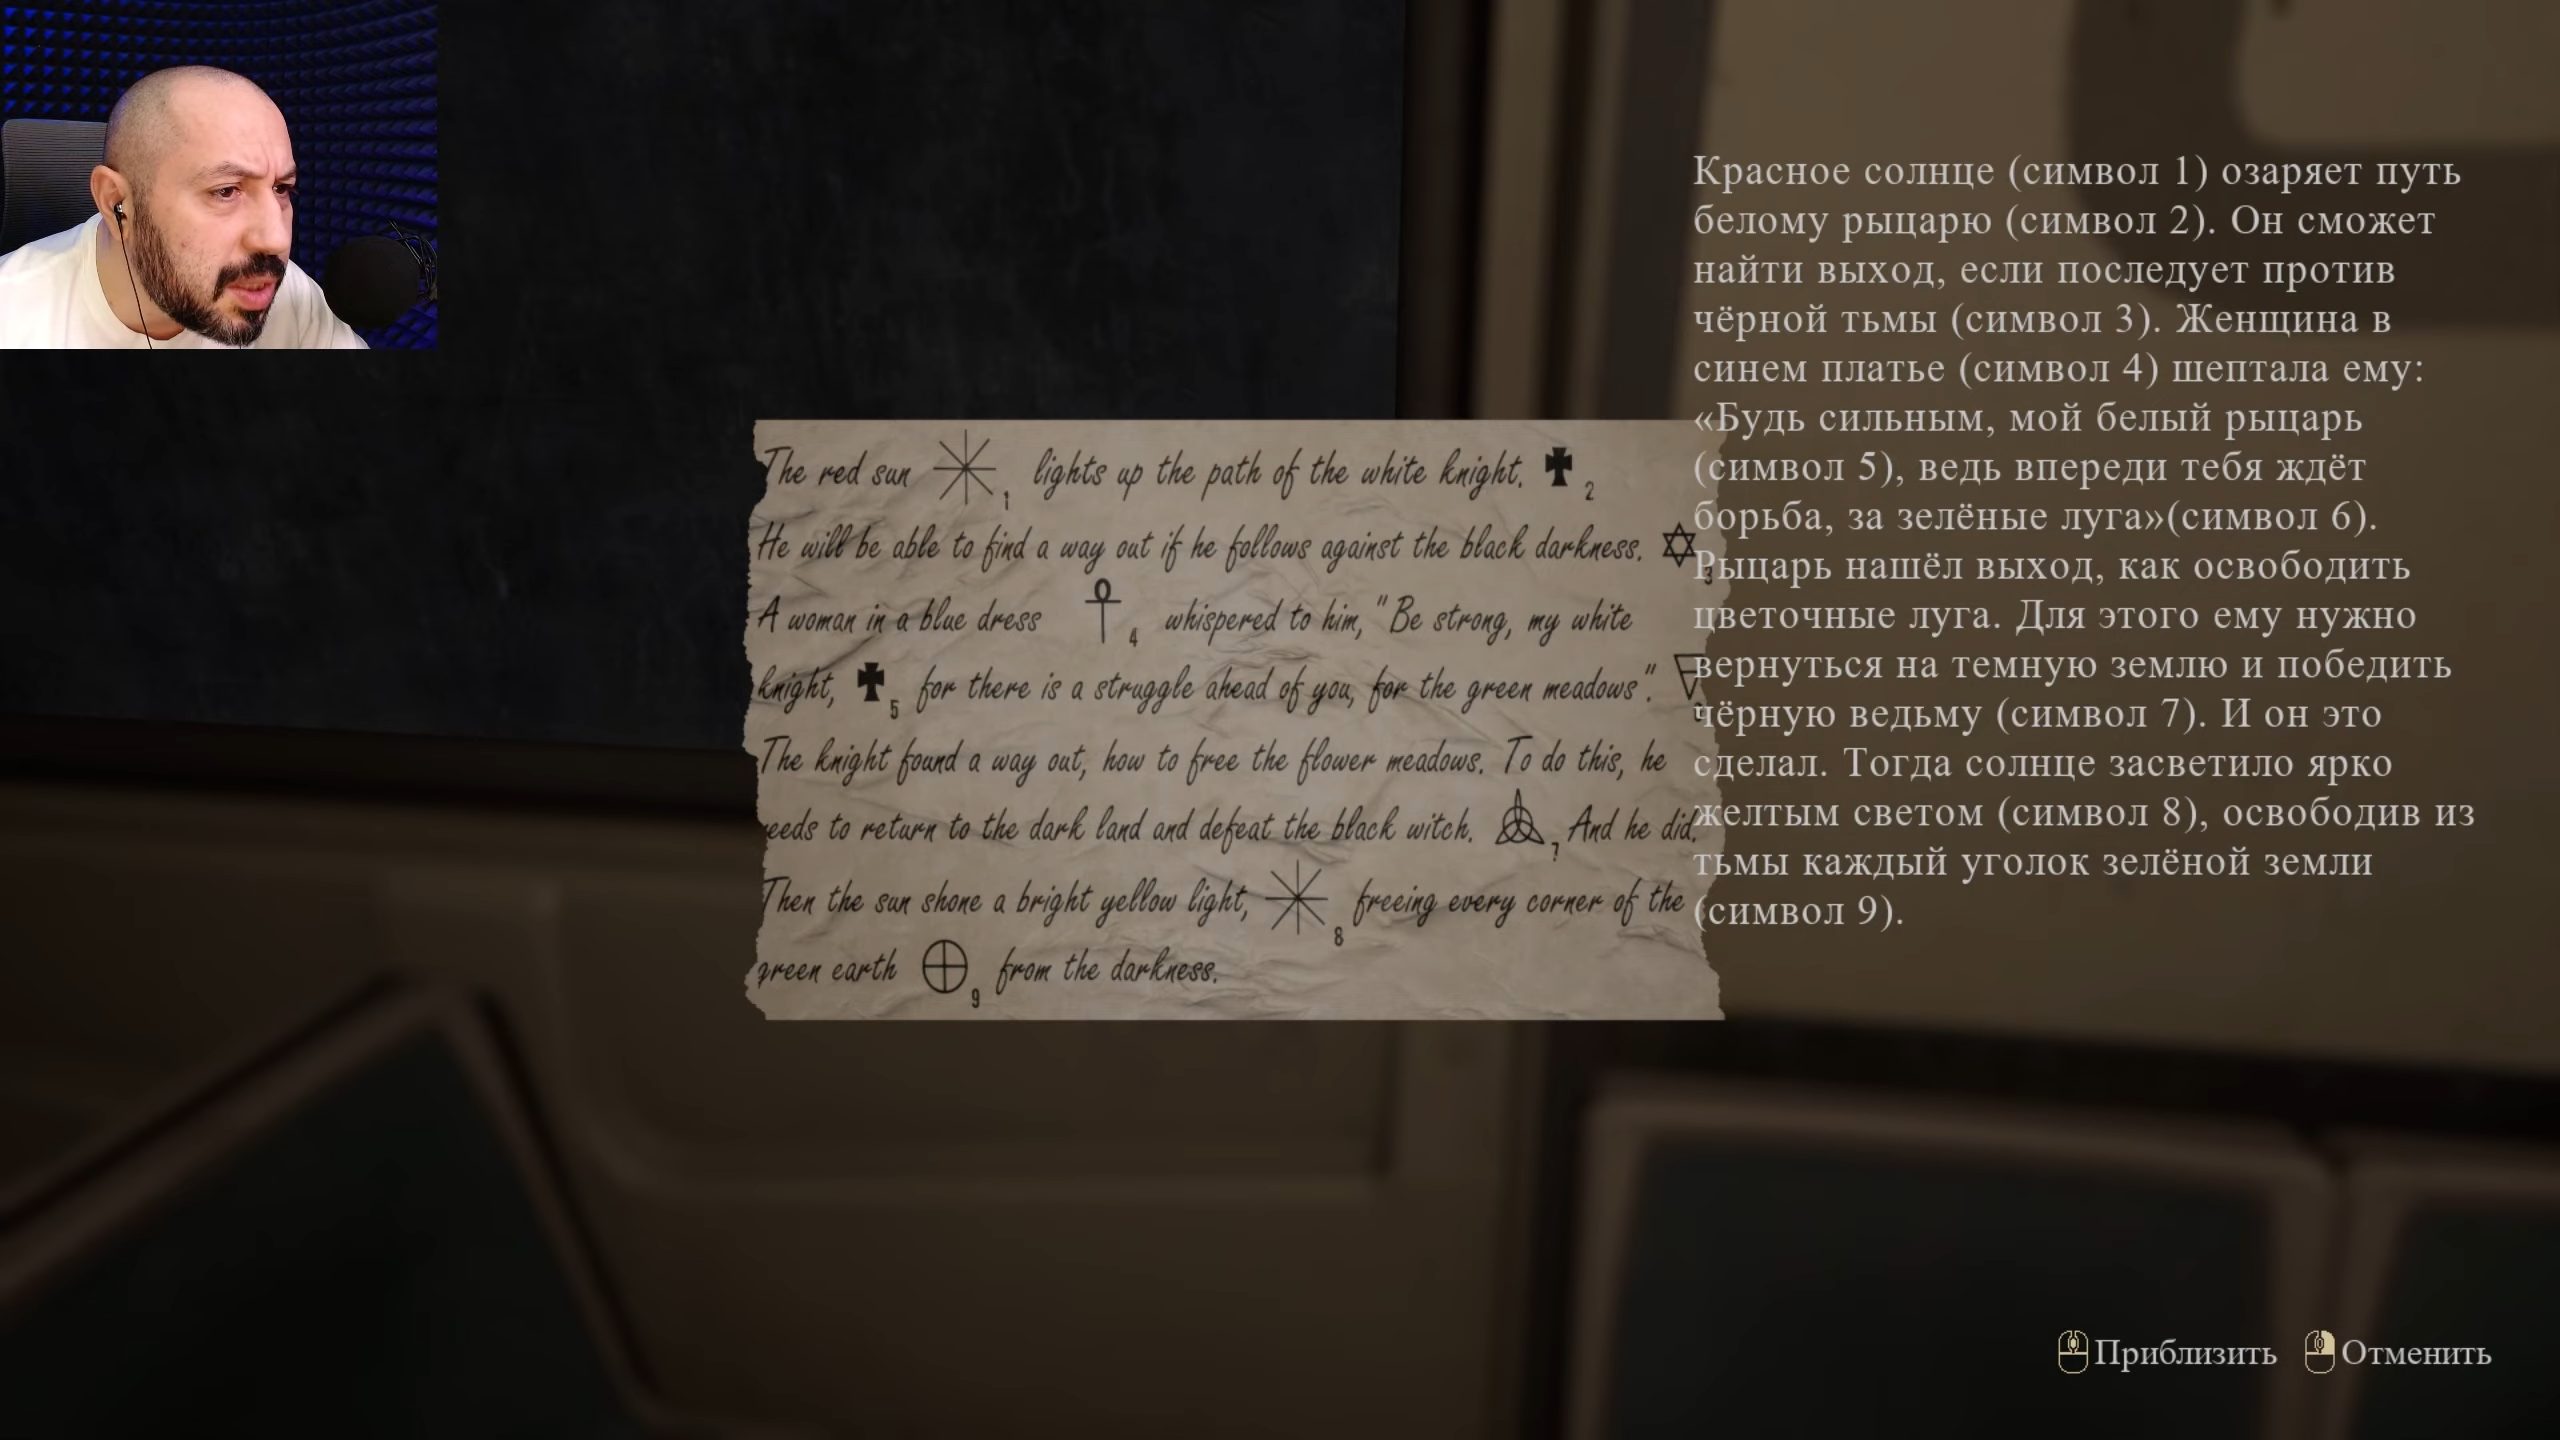 The red sun 1 lights up the path of the white knight. 2
He will be able to find a way out if he follows against the black darkness. 3
A woman in a blue dress 4 whispered to him, "Be strong, my white
knight, 5 for there is a struggle ahead of you, for the green meadows".
The knight found a way out, how to free the flower meadows. To do this, he
needs to return to the dark land and defeat the black witch. 7 And he did.
Then the sun shone a bright yellow light, 8 freeing every corner of the
green earth 9 from the darkness.
Красное солнце (символ 1) озаряет путь
белому рыцарю (символ 2). Он сможет
найти выход, если последует против
чёрной тьмы (символ 3). Женщина в
синем платье (символ 4) шептала ему:
«Будь сильным, мой белый рыцарь
(символ 5), ведь впереди тебя ждёт
борьба, за зелёные луга»(символ 6).
Рыцарь нашёл выход, как освободить
цветочные луга. Для этого ему нужно
вернуться на темную землю и победить
чёрную ведьму (символ 7). И он это
сделал. Тогда солнце засветило ярко
желтым светом (символ 8), освободив из
тьмы каждый уголок зелёной земли
(символ 9).
Приблизить Отменить